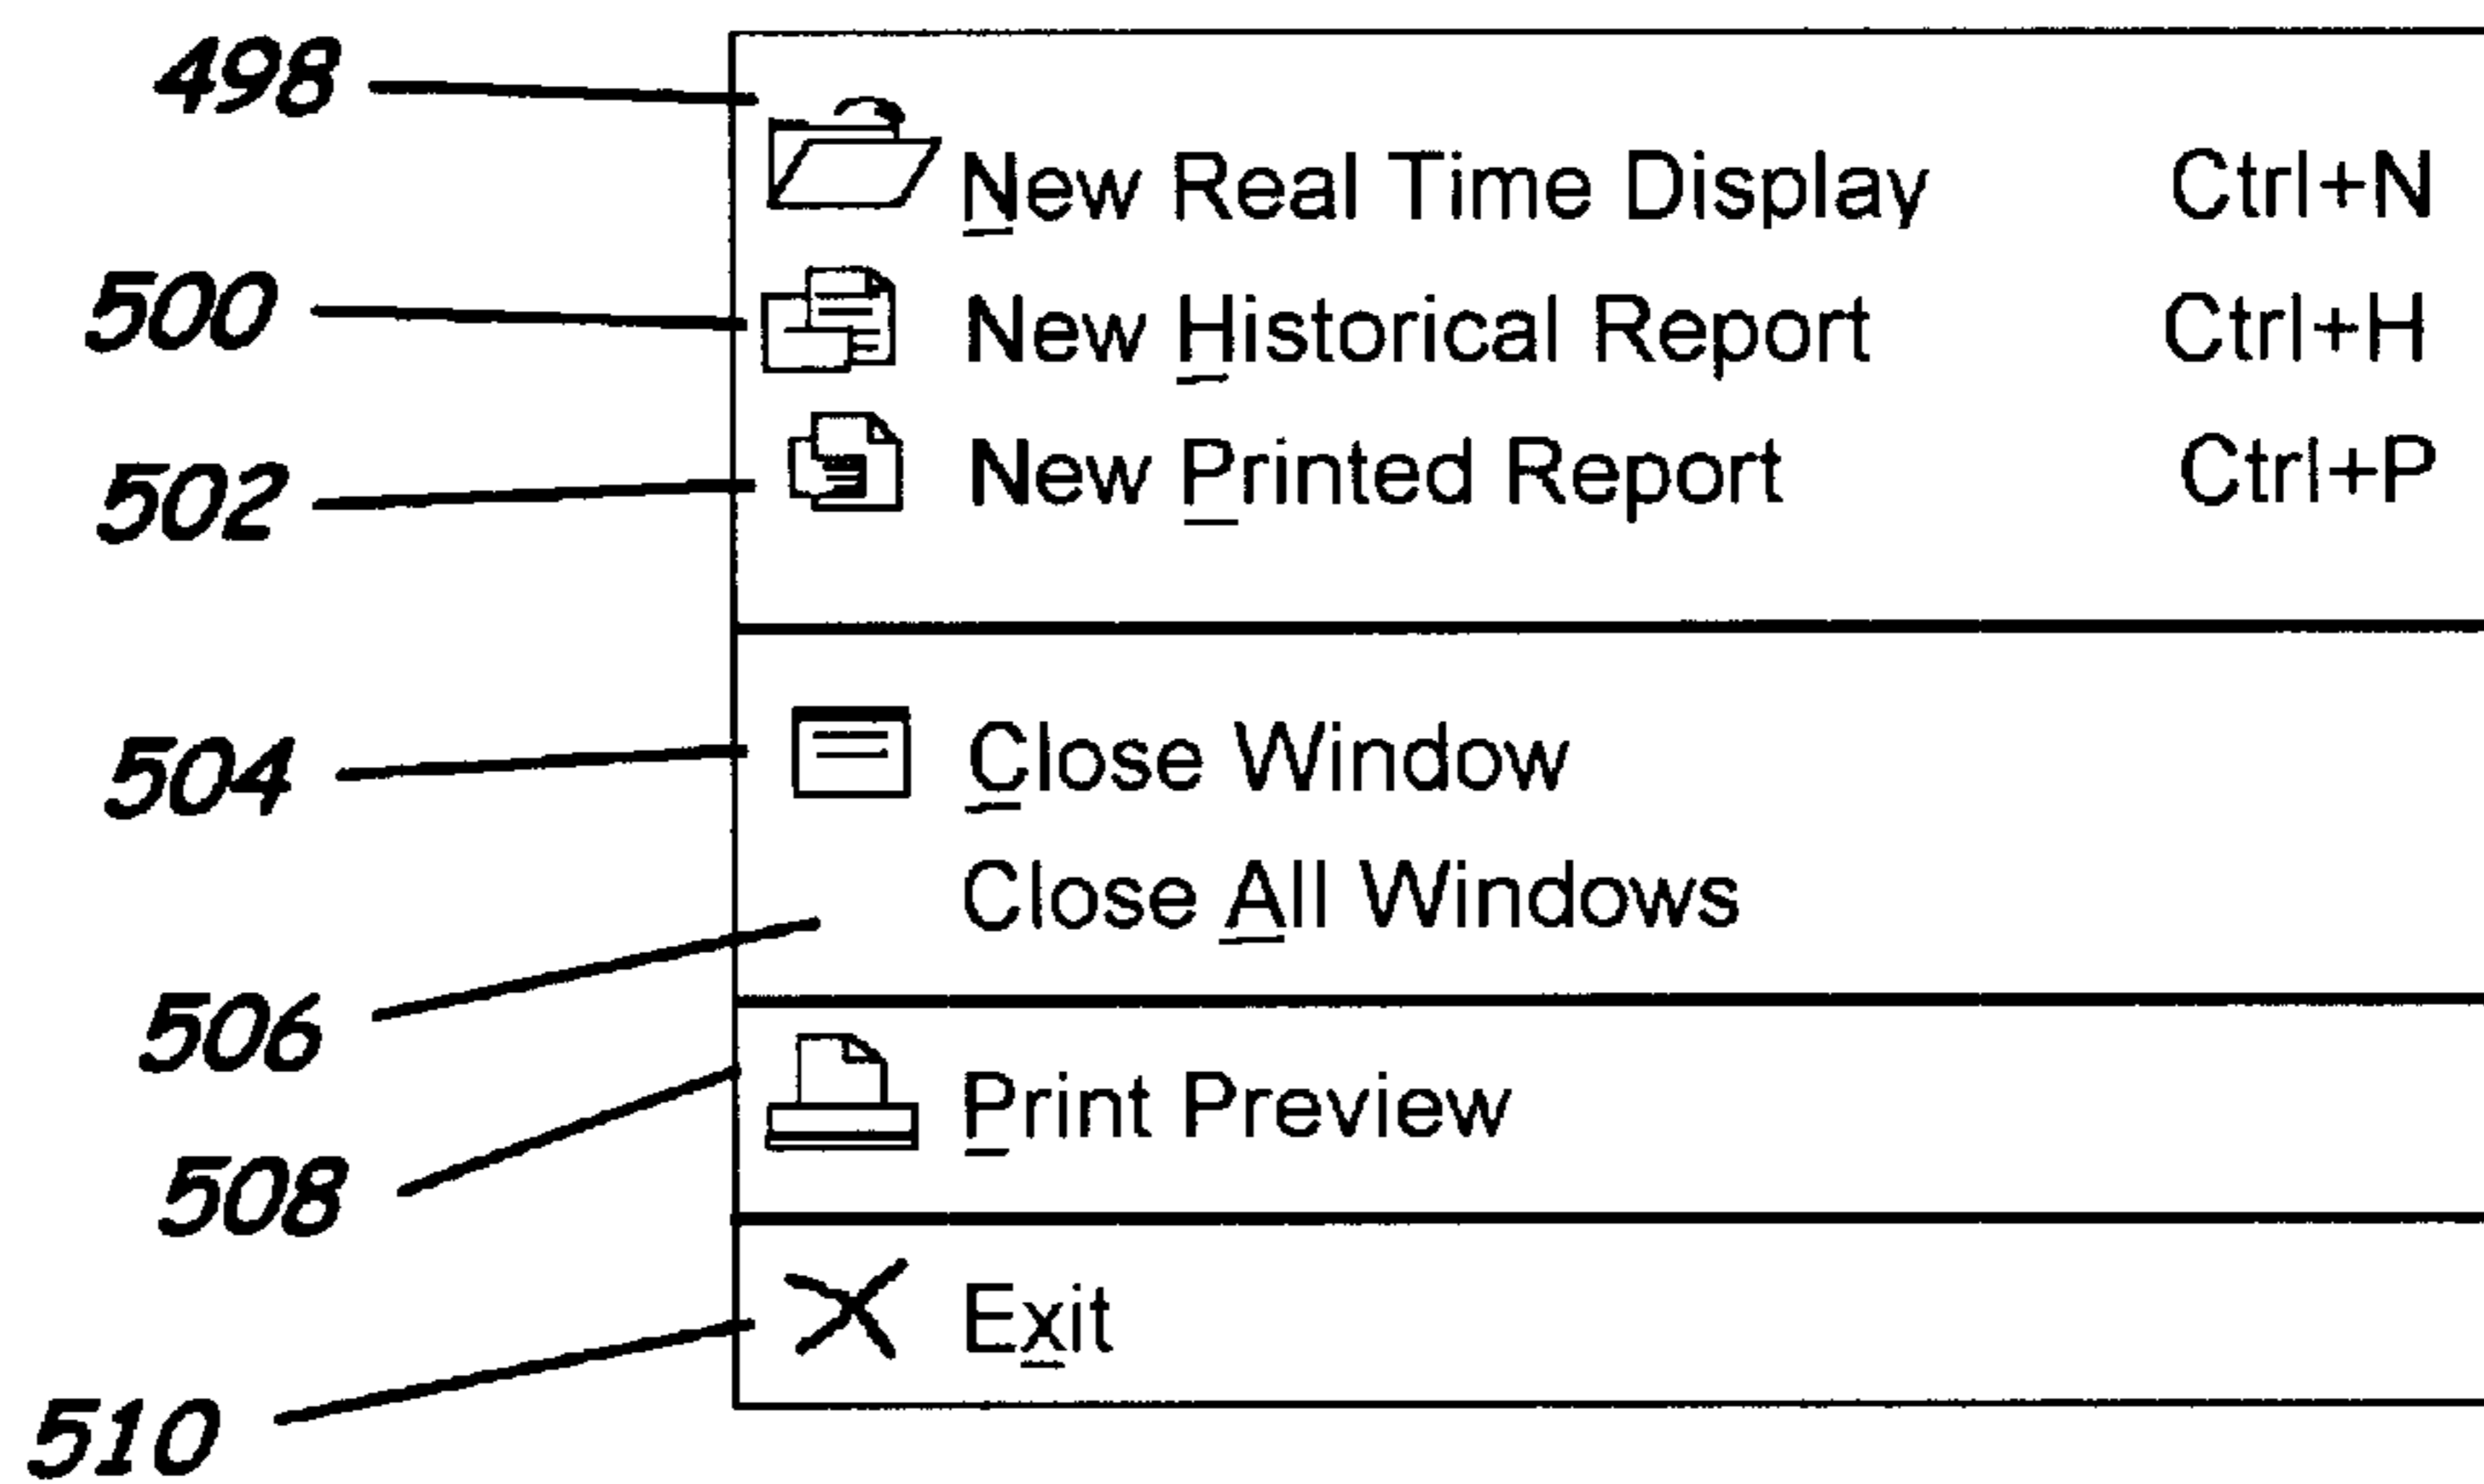 498 New Real Time Display Ctrl+N
500 New Historical Report Ctrl+H
502 New Printed Report Ctrl+P
504 Close Window
506 Close All Windows
508 Print Preview
510 Exit